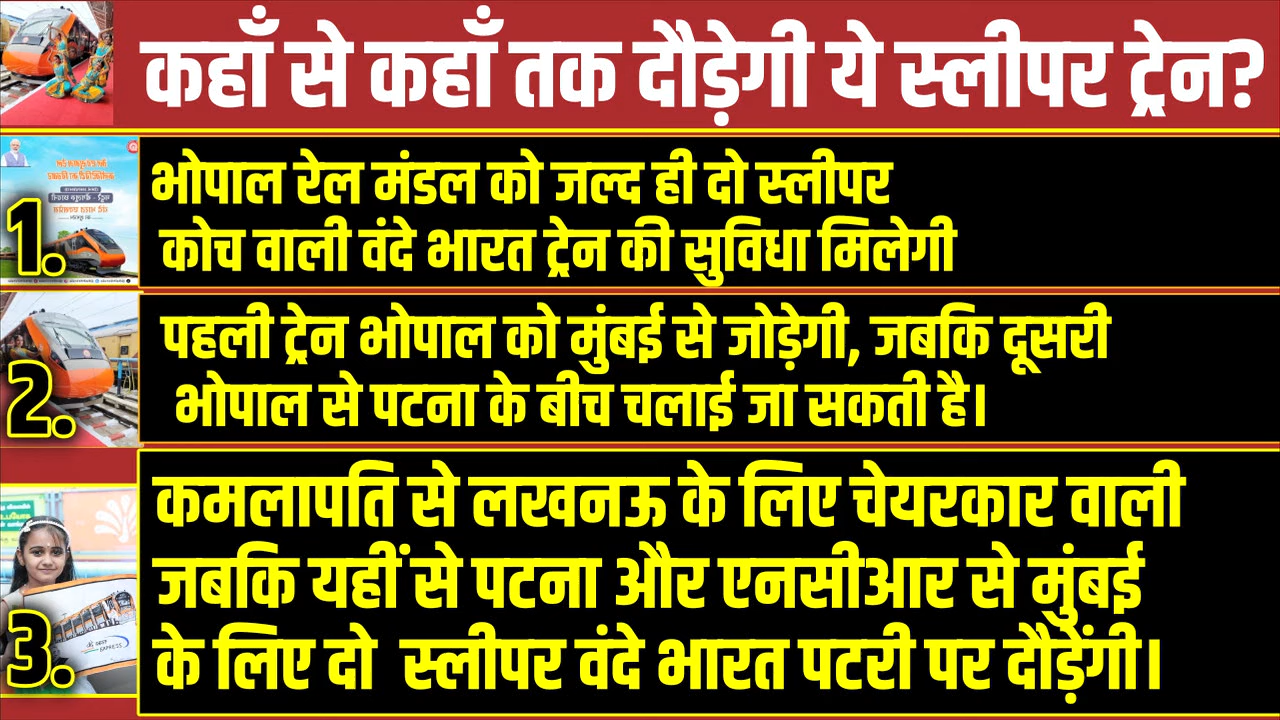 कहाँ से कहाँ तक दौड़ेगी ये स्लीपर ट्रेन?
1.
भोपाल रेल मंडल को जल्द ही दो स्लीपर
कोच वाली वंदे भारत ट्रेन की सुविधा मिलेगी
2.
पहली ट्रेन भोपाल को मुंबई से जोड़ेगी, जबकि दूसरी
भोपाल से पटना के बीच चलाई जा सकती है।
3.
कमलापति से लखनऊ के लिए चेयरकार वाली
जबकि यहीं से पटना और एनसीआर से मुंबई
के लिए दो स्लीपर वंदे भारत पटरी पर दौड़ेंगी।
EXPRESS